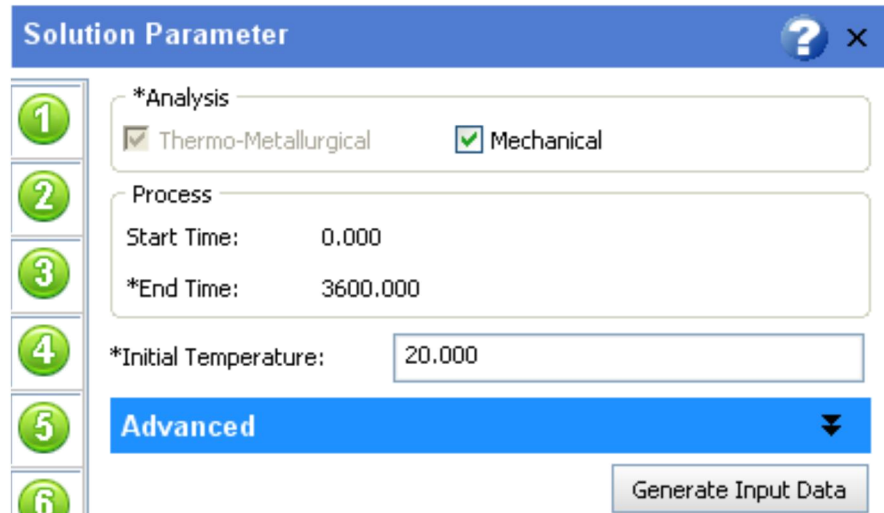 Solution Parameter ? ×
1
*Analysis
Thermo-Metallurgical Mechanical
2
Process
Start Time: 0.000
3
*End Time: 3600.000
4
*Initial Temperature: 20.000
5
Advanced
6
Generate Input Data